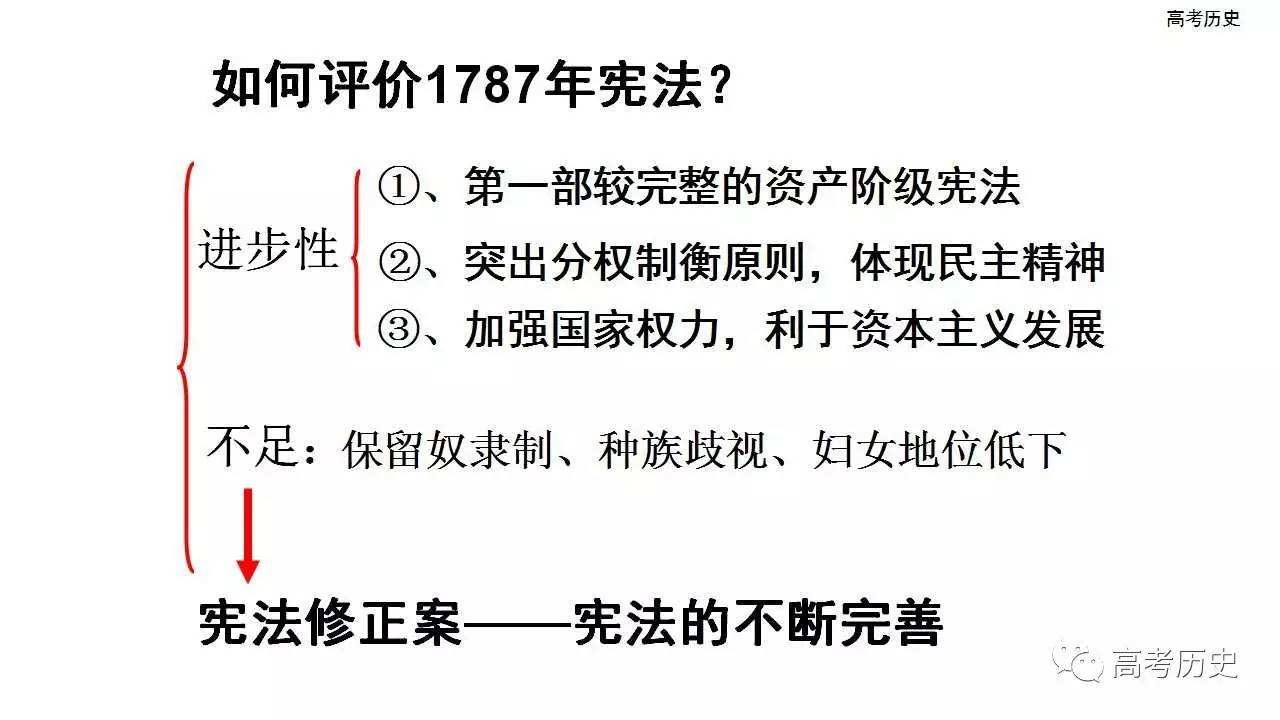 高考历史
如何评价1787年宪法？
进步性
①、第一部较完整的资产阶级宪法
②、突出分权制衡原则，体现民主精神
③、加强国家权力，利于资本主义发展
不足：保留奴隶制、种族歧视、妇女地位低下
宪法修正案——宪法的不断完善
高考历史